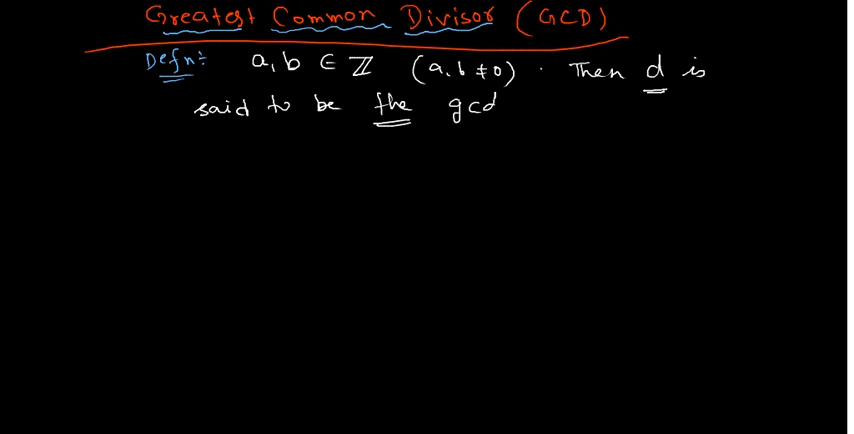 Greatest Common Divisor (GCD)
Defn: a, b ∈ ℤ (a, b ≠ 0). Then d is
said to be the gcd